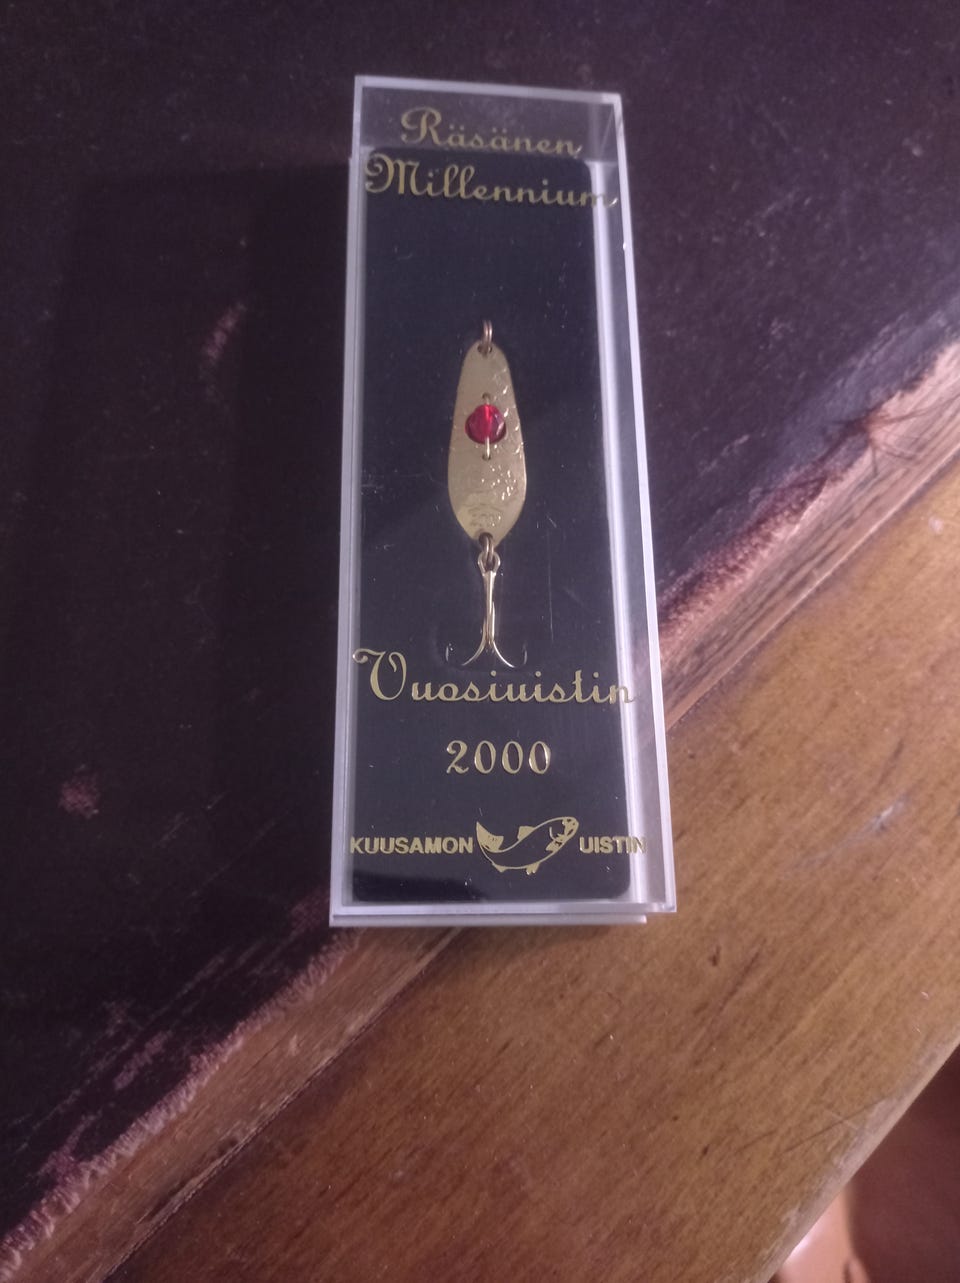 Räsänen
Millennium
Vuosiuistin
2000
KUUSAMON UISTIN